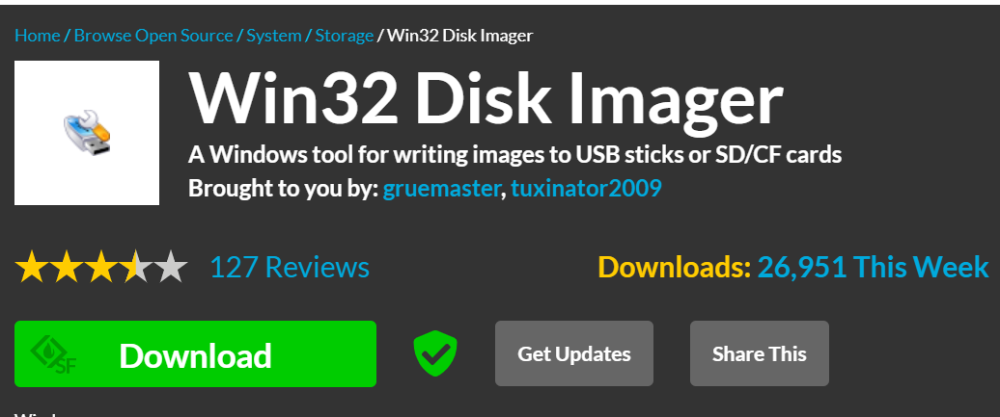 Home / Browse Open Source / System / Storage / Win32 Disk Imager
Win32 Disk Imager
A Windows tool for writing images to USB sticks or SD/CF cards
Brought to you by: gruemaster, tuxinator2009
127 Reviews
Downloads: 26,951 This Week
SF
Download
Get Updates
Share This